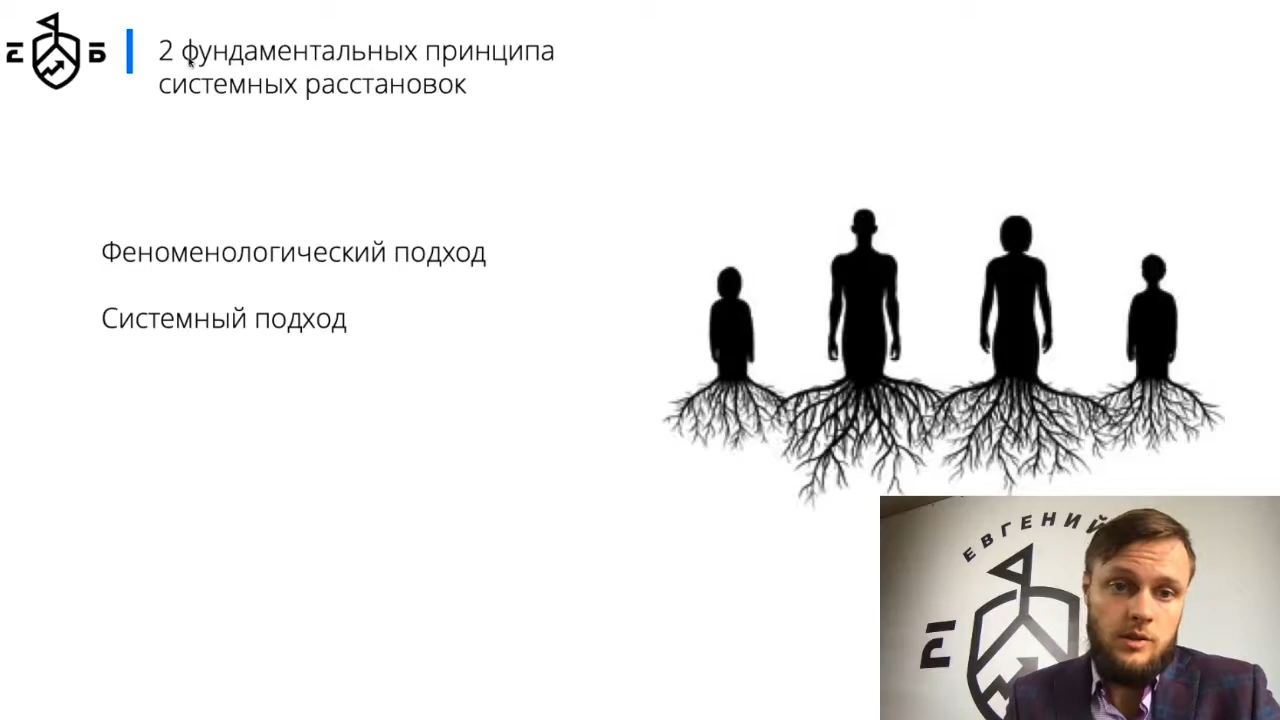 Е Б
2 фундаментальных принципа
системных расстановок
Феноменологический подход
Системный подход
ЕВГЕНИЙ
Е